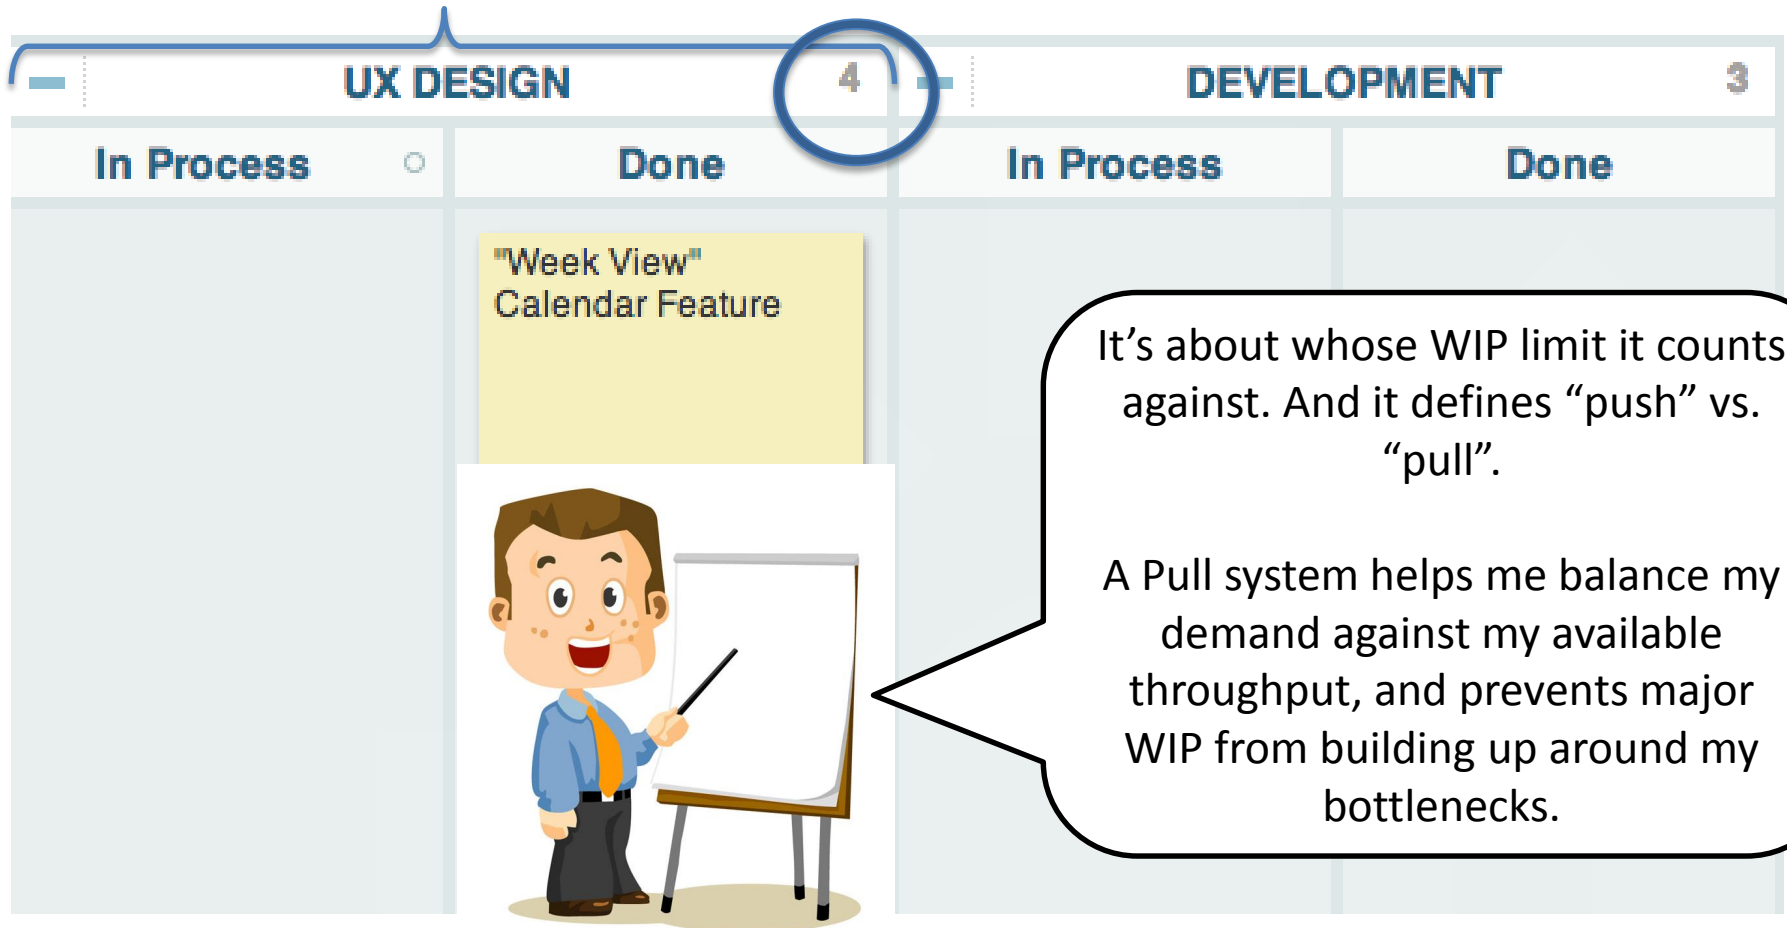 UX DESIGN 4 DEVELOPMENT 3
In Process Done In Process Done
"Week View"
Calendar Feature
It’s about whose WIP limit it counts
against. And it defines “push” vs.
“pull”.
A Pull system helps me balance my
demand against my available
throughput, and prevents major
WIP from building up around my
bottlenecks.